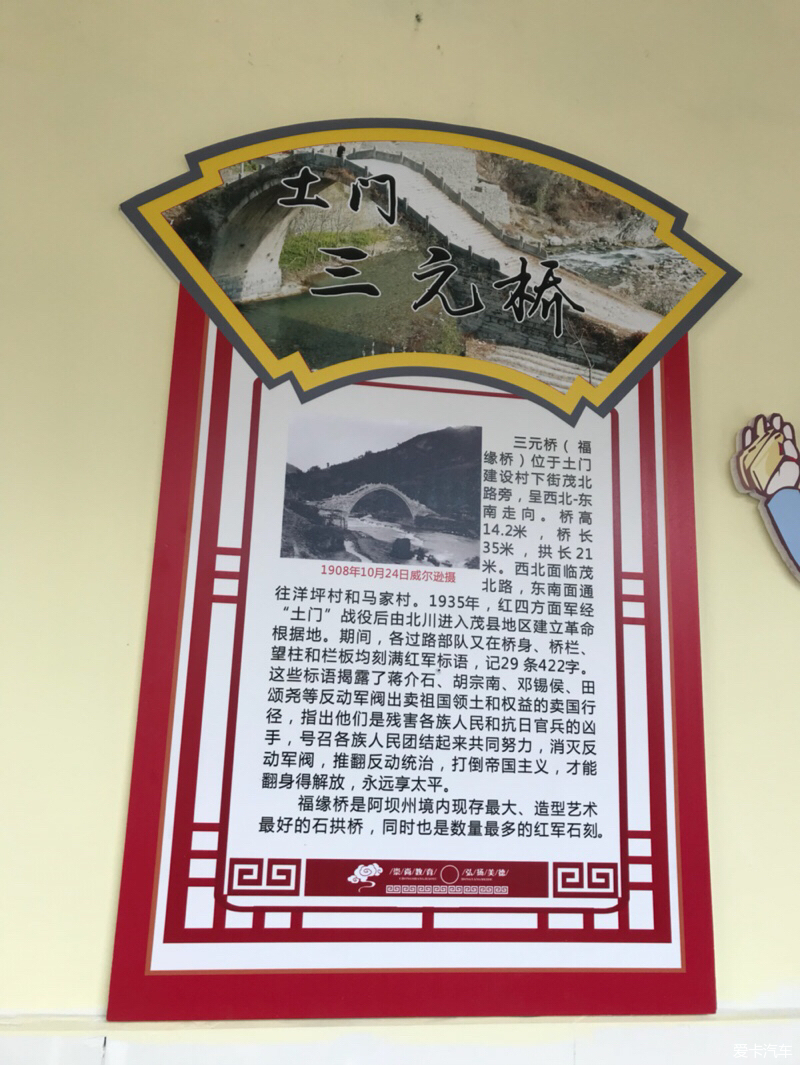 土门
三元桥
三元桥（福
缘桥）位于土门
建设村下街茂北
路旁，呈西北-东
南走向。桥高
14.2米，桥长
35米，拱长21
米。西北面临茂
北路，东南面通
1908年10月24日威尔逊摄
往洋坪村和马家村。1935年，红四方面军经
“土门”战役后由北川进入茂县地区建立革命
根据地。期间，各过路部队又在桥身、桥栏、
望柱和栏板均刻满红军标语，记29条422字。
这些标语揭露了蒋介石、胡宗南、邓锡侯、田
颂尧等反动军阀出卖祖国领土和权益的卖国行
径，指出他们是残害各族人民和抗日官兵的凶
手，号召各族人民团结起来共同努力，消灭反
动军阀，推翻反动统治，打倒帝国主义，才能
翻身得解放，永远享太平。
福缘桥是阿坝州境内现存最大、造型艺术
最好的石拱桥，同时也是数量最多的红军石刻。
/崇/尚/教/育/
/弘/扬/美/德/
爱卡汽车